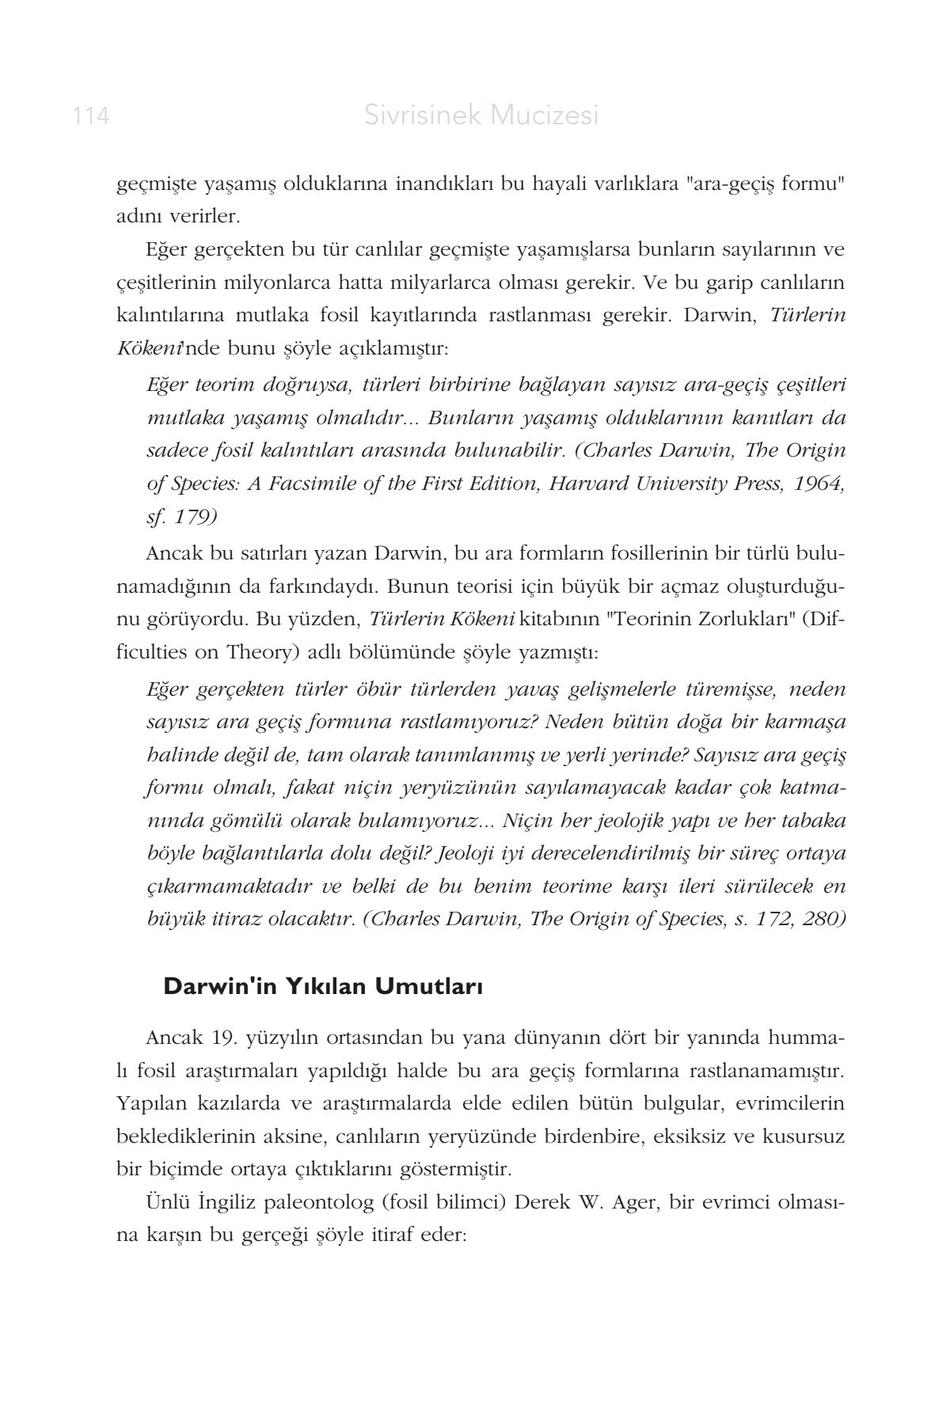 114
Sivrisinek Mucizesi
geçmişte yaşamış olduklarına inandıkları bu hayali varlıklara "ara-geçiş formu"
adını verirler.
Eğer gerçekten bu tür canlılar geçmişte yaşamışlarsa bunların sayılarının ve
çeşitlerinin milyonlarca hatta milyarlarca olması gerekir. Ve bu garip canlıların
kalıntılarına mutlaka fosil kayıtlarında rastlanması gerekir. Darwin, Türlerin
Kökeni'nde bunu şöyle açıklamıştır:
Eğer teorim doğruysa, türleri birbirine bağlayan sayısız ara-geçiş çeşitleri
mutlaka yaşamış olmalıdır... Bunların yaşamış olduklarının kanıtları da
sadece fosil kalıntıları arasında bulunabilir. (Charles Darwin, The Origin
of Species: A Facsimile of the First Edition, Harvard University Press, 1964,
sf. 179)
Ancak bu satırları yazan Darwin, bu ara formların fosillerinin bir türlü bulu-
namadığının da farkındaydı. Bunun teorisi için büyük bir açmaz oluşturduğu-
nu görüyordu. Bu yüzden, Türlerin Kökeni kitabının "Teorinin Zorlukları" (Dif-
ficulties on Theory) adlı bölümünde şöyle yazmıştı:
Eğer gerçekten türler öbür türlerden yavaş gelişmelerle türemişse, neden
sayısız ara geçiş formuna rastlamıyoruz? Neden bütün doğa bir karmaşa
halinde değil de, tam olarak tanımlanmış ve yerli yerinde? Sayısız ara geçiş
formu olmalı, fakat niçin yeryüzünün sayılamayacak kadar çok katma-
nında gömülü olarak bulamıyoruz... Niçin her jeolojik yapı ve her tabaka
böyle bağlantılarla dolu değil? Jeoloji iyi derecelendirilmiş bir süreç ortaya
çıkarmamaktadır ve belki de bu benim teorime karşı ileri sürülecek en
büyük itiraz olacaktır. (Charles Darwin, The Origin of Species, s. 172, 280)
Darwin'in Yıkılan Umutları
Ancak 19. yüzyılın ortasından bu yana dünyanın dört bir yanında humma-
lı fosil araştırmaları yapıldığı halde bu ara geçiş formlarına rastlanamamıştır.
Yapılan kazılarda ve araştırmalarda elde edilen bütün bulgular, evrimcilerin
beklediklerinin aksine, canlıların yeryüzünde birdenbire, eksiksiz ve kusursuz
bir biçimde ortaya çıktıklarını göstermiştir.
Ünlü İngiliz paleontolog (fosil bilimci) Derek W. Ager, bir evrimci olması-
na karşın bu gerçeği şöyle itiraf eder: